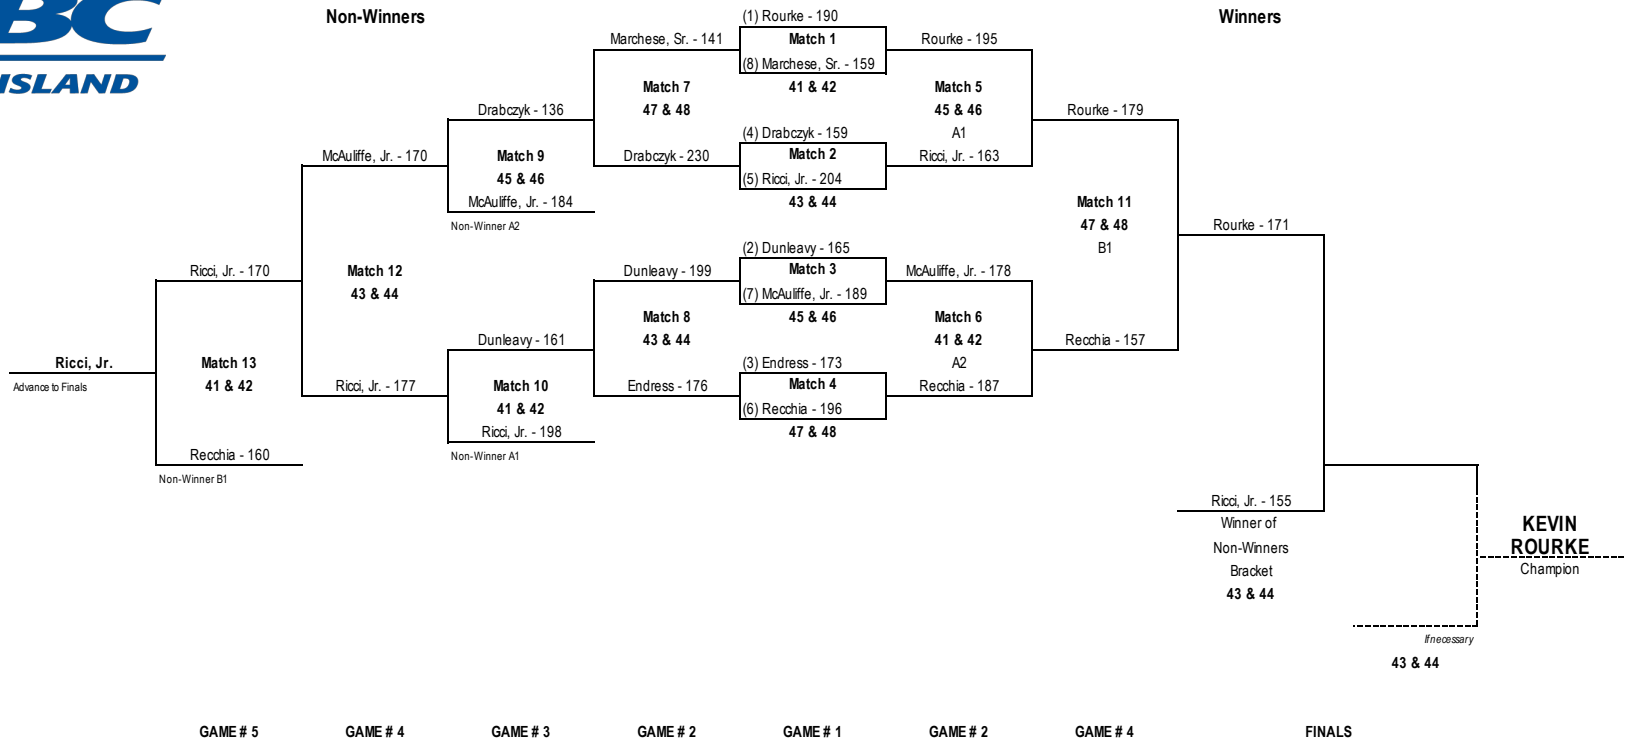 BC
ISLAND
Non-Winners
Winners
(1) Rourke - 190
Marchese, Sr. - 141
Match 1
Rourke - 195
(8) Marchese, Sr. - 159
Match 7
41 & 42
Match 5
47 & 48
45 & 46
Drabczyk - 136
Rourke - 179
(4) Drabczyk - 159
A1
McAuliffe, Jr. - 170
Match 9
Drabczyk - 230
Match 2
Ricci, Jr. - 163
45 & 46
(5) Ricci, Jr. - 204
McAuliffe, Jr. - 184
43 & 44
Match 11
Non-Winner A2
47 & 48
Rourke - 171
(2) Dunleavy - 165
B1
Ricci, Jr. - 170
Match 12
Dunleavy - 199
Match 3
McAuliffe, Jr. - 178
43 & 44
(7) McAuliffe, Jr. - 189
Match 8
45 & 46
Match 6
Dunleavy - 161
43 & 44
41 & 42
Recchia - 157
Ricci, Jr.
Match 13
(3) Endress - 173
A2
Advance to Finals
41 & 42
Ricci, Jr. - 177
Match 10
Endress - 176
Match 4
Recchia - 187
41 & 42
(6) Recchia - 196
Ricci, Jr. - 198
47 & 48
Recchia - 160
Non-Winner A1
Non-Winner B1
Ricci, Jr. - 155
Winner of
Non-Winners
Bracket
43 & 44
KEVIN
ROURKE
Champion
If necessary
43 & 44
GAME # 5
GAME # 4
GAME # 3
GAME # 2
GAME # 1
GAME # 2
GAME # 4
FINALS